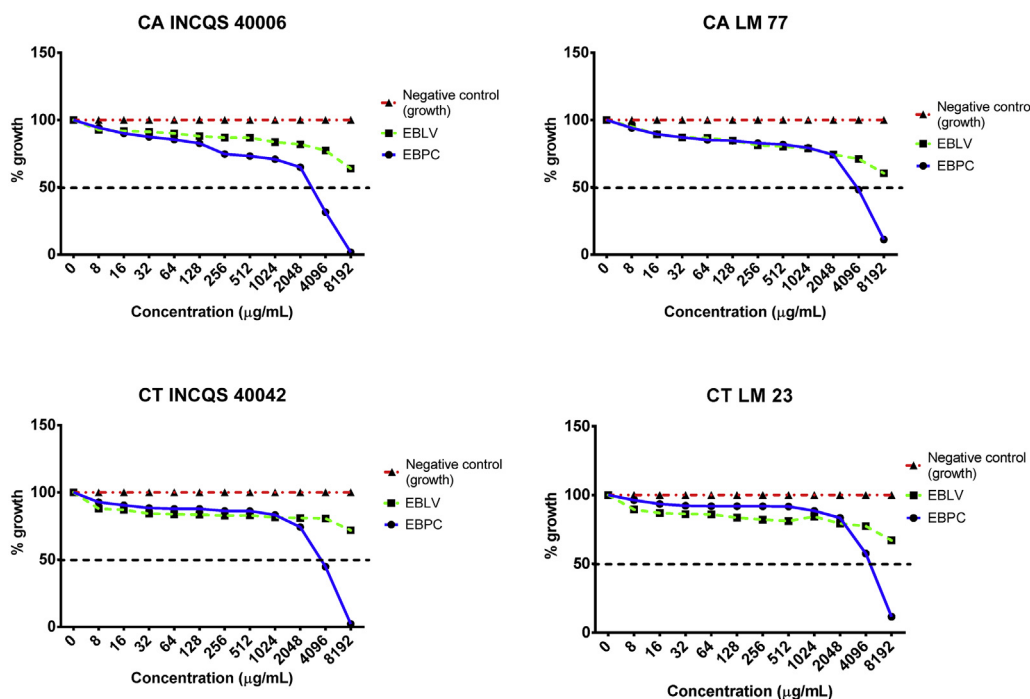 CA INCQS 40006
150
100
50
0
% growth
0 8 16 32 64 128 256 512 1024 2048 4096 8192
Concentration (μg/mL)
Negative control
(growth)
EBLV
EBPC
CA LM 77
150
100
50
0
% growth
0 8 16 32 64 128 256 512 1024 2048 4096 8192
Concentration (μg/mL)
Negative control
(growth)
EBLV
EBPC
CT INCQS 40042
150
100
50
0
% growth
0 8 16 32 64 128 256 512 1024 2048 4096 8192
Concentration (μg/mL)
Negative control
(growth)
EBLV
EBPC
CT LM 23
150
100
50
0
% growth
0 8 16 32 64 128 256 512 1024 2048 4096 8192
Concentration (μg/mL)
Negative control
(growth)
EBLV
EBPC